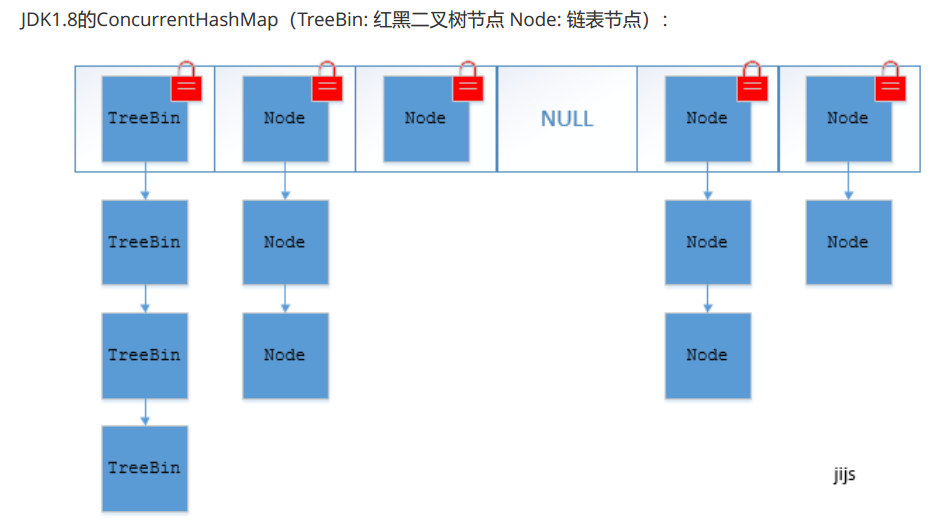 JDK1.8的ConcurrentHashMap（TreeBin: 红黑二叉树节点 Node: 链表节点）:
TreeBin Node Node NULL Node Node
TreeBin Node Node Node
TreeBin Node Node
TreeBin
jijs